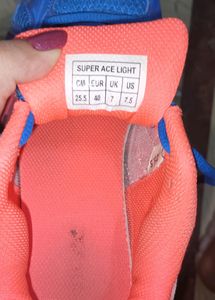 SUPER ACE LIGHT
CM EUR UK US
25.5 40 7 7.5